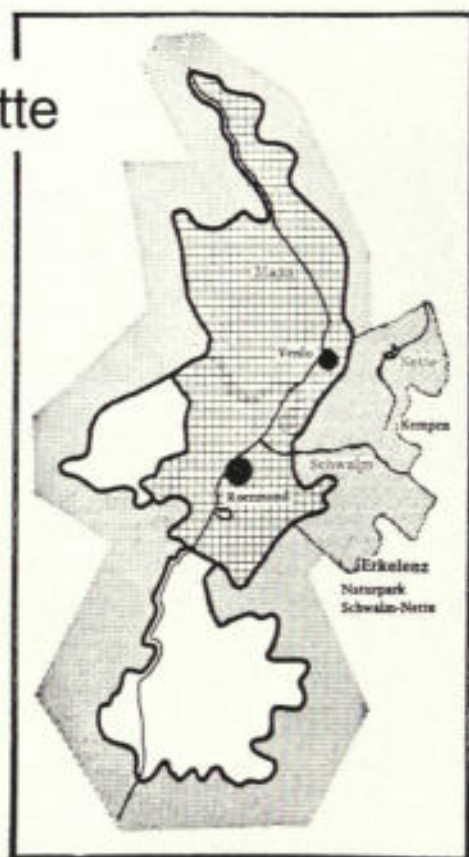 tte
Maas
Venlo
Nette
Kempen
Schwalm
Roermond
Erkelenz
Naturpark
Schwalm-Nette